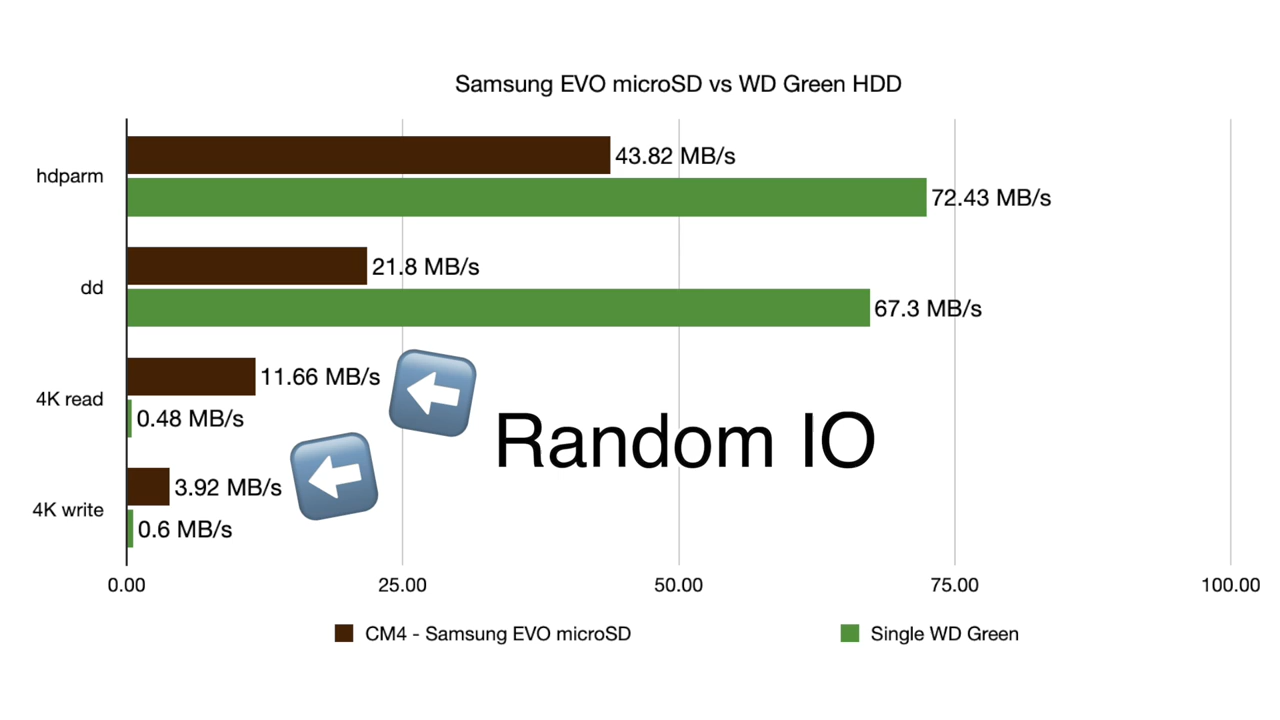 Samsung EVO microSD vs WD Green HDD
hdparm
43.82 MB/s
72.43 MB/s
dd
21.8 MB/s
67.3 MB/s
4K read
11.66 MB/s
0.48 MB/s
Random IO
4K write
3.92 MB/s
0.6 MB/s
0.00 25.00 50.00 75.00 100.00
CM4 - Samsung EVO microSD Single WD Green